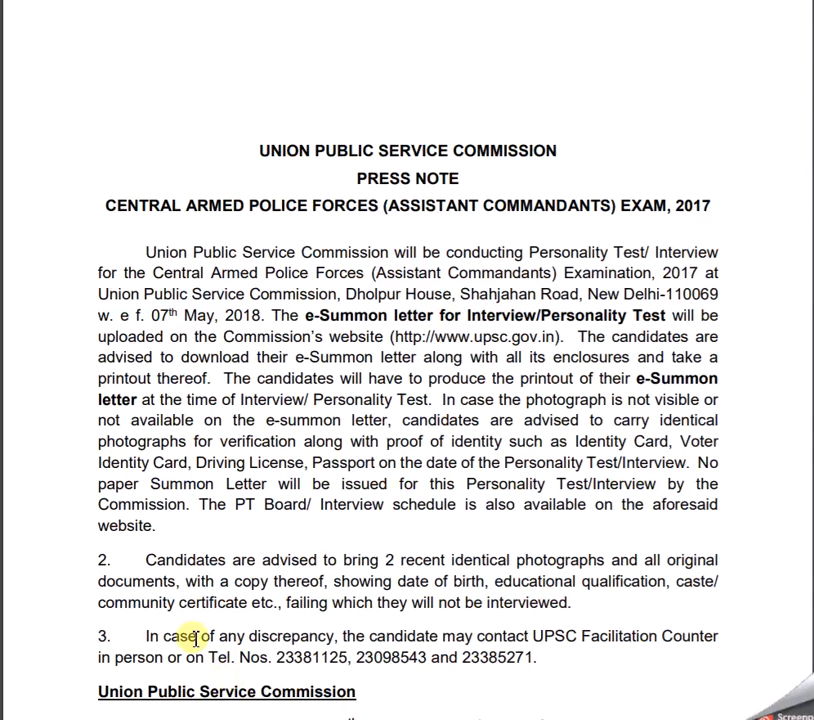 UNION PUBLIC SERVICE COMMISSION
PRESS NOTE
CENTRAL ARMED POLICE FORCES (ASSISTANT COMMANDANTS) EXAM, 2017
Union Public Service Commission will be conducting Personality Test/ Interview
for the Central Armed Police Forces (Assistant Commandants) Examination, 2017 at
Union Public Service Commission, Dholpur House, Shahjahan Road, New Delhi-110069
w. e f. 07th May, 2018. The e-Summon letter for Interview/Personality Test will be
uploaded on the Commission's website (http://www.upsc.gov.in). The candidates are
advised to download their e-Summon letter along with all its enclosures and take a
printout thereof. The candidates will have to produce the printout of their e-Summon
letter at the time of Interview/ Personality Test. In case the photograph is not visible or
not available on the e-summon letter, candidates are advised to carry identical
photographs for verification along with proof of identity such as Identity Card, Voter
Identity Card, Driving License, Passport on the date of the Personality Test/Interview. No
paper Summon Letter will be issued for this Personality Test/Interview by the
Commission. The PT Board/ Interview schedule is also available on the aforesaid
website.
2. Candidates are advised to bring 2 recent identical photographs and all original
documents, with a copy thereof, showing date of birth, educational qualification, caste/
community certificate etc., failing which they will not be interviewed.
3. In case of any discrepancy, the candidate may contact UPSC Facilitation Counter
in person or on Tel. Nos. 23381125, 23098543 and 23385271.
Union Public Service Commission